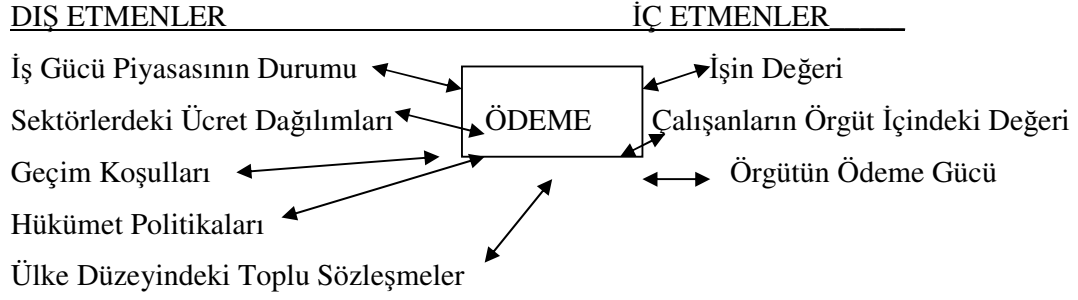 DIŞ ETMENLER İÇ ETMENLER
İş Gücü Piyasasının Durumu İşin Değeri
Sektörlerdeki Ücret Dağılımları ÖDEME Çalışanların Örgüt İçindeki Değeri
Geçim Koşulları Örgütün Ödeme Gücü
Hükümet Politikaları
Ülke Düzeyindeki Toplu Sözleşmeler